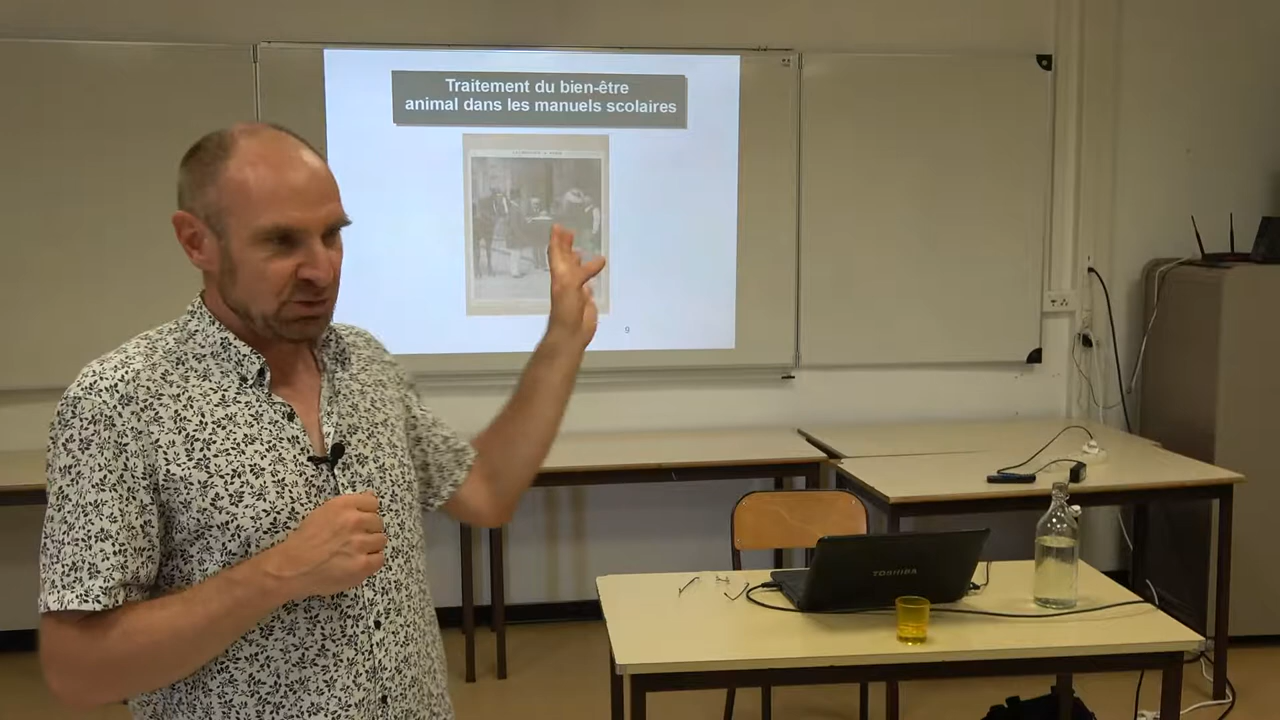 Traitement du bien-être
animal dans les manuels scolaires
9
TOSHIBA